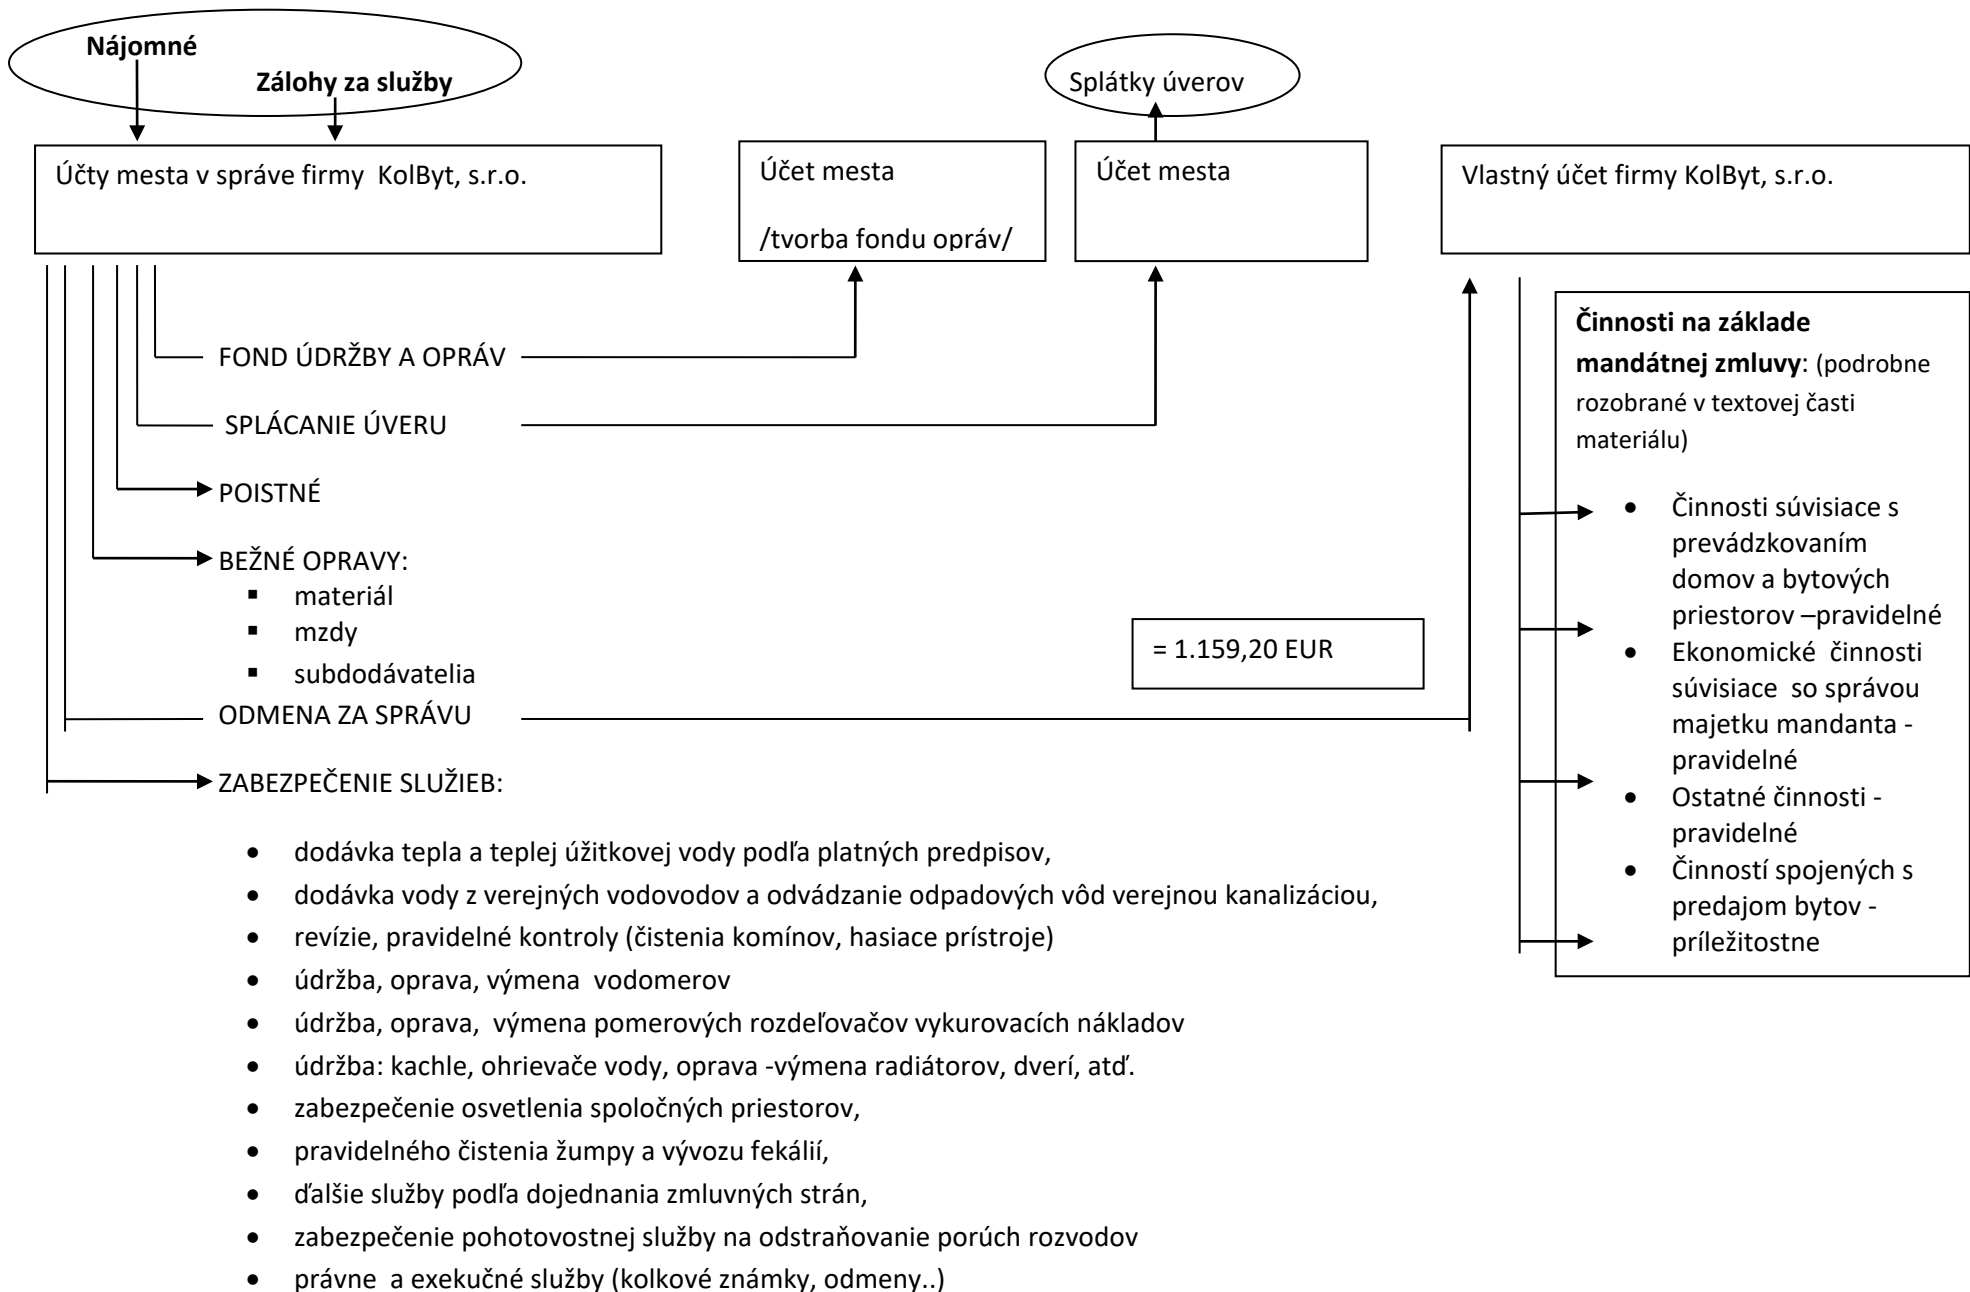 Nájomné
Zálohy za služby
Splátky úverov
Účty mesta v správe firmy KolByt, s.r.o.
Účet mesta
/tvorba fondu opráv/
Účet mesta
Vlastný účet firmy KolByt, s.r.o.
FOND ÚDRŽBY A OPRÁV
SPLÁCANIE ÚVERU
POISTNÉ
BEŽNÉ OPRAVY:
▪ materiál
▪ mzdy
▪ subdodávatelia
= 1.159,20 EUR
ODMENA ZA SPRÁVU
ZABEZPEČENIE SLUŽIEB:
• dodávka tepla a teplej úžitkovej vody podľa platných predpisov,
• dodávka vody z verejných vodovodov a odvádzanie odpadových vôd verejnou kanalizáciou,
• revízie, pravidelné kontroly (čistenia komínov, hasiace prístroje)
• údržba, oprava, výmena vodomerov
• údržba, oprava, výmena pomerových rozdeľovačov vykurovacích nákladov
• údržba: kachle, ohrievače vody, oprava -výmena radiátorov, dverí, atď.
• zabezpečenie osvetlenia spoločných priestorov,
• pravidelného čistenia žumpy a vývozu fekálií,
• ďalšie služby podľa dojednania zmluvných strán,
• zabezpečenie pohotovostnej služby na odstraňovanie porúch rozvodov
• právne a exekučné služby (kolkové známky, odmeny..)
Činnosti na základe
mandátnej zmluvy: (podrobne
rozobrané v textovej časti
materiálu)
• Činnosti súvisiace s
prevádzkovaním
domov a bytových
priestorov –pravidelné
• Ekonomické činnosti
súvisiace so správou
majetku mandanta -
pravidelné
• Ostatné činnosti -
pravidelné
• Činností spojených s
predajom bytov -
príležitostne